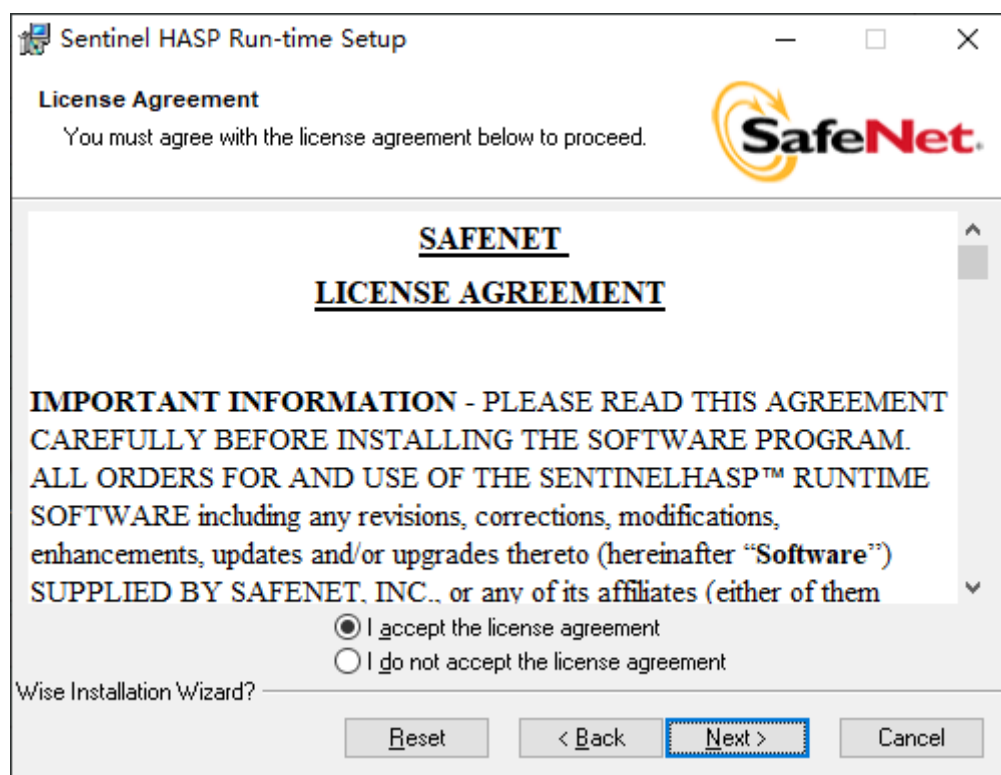 Sentinel HASP Run-time Setup
License Agreement
You must agree with the license agreement below to proceed.
SafeNet.
SAFENET
LICENSE AGREEMENT
IMPORTANT INFORMATION - PLEASE READ THIS AGREEMENT
CAREFULLY BEFORE INSTALLING THE SOFTWARE PROGRAM.
ALL ORDERS FOR AND USE OF THE SENTINELHASP™ RUNTIME
SOFTWARE including any revisions, corrections, modifications,
enhancements, updates and/or upgrades thereto (hereinafter “Software”)
SUPPLIED BY SAFENET, INC., or any of its affiliates (either of them
I accept the license agreement
I do not accept the license agreement
Wise Installation Wizard?
Reset
< Back
Next >
Cancel